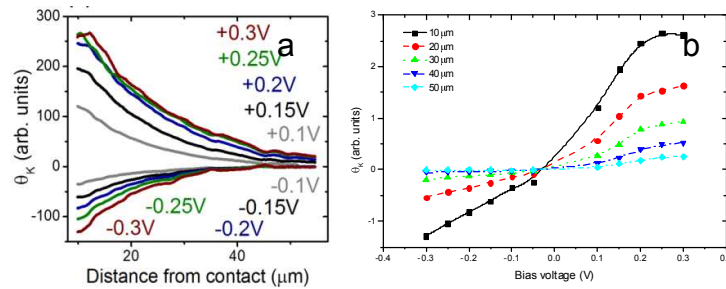 a
300
200
100
0
-100
θK (arb. units)
+0.3V
+0.25V
+0.2V
+0.15V
+0.1V
-0.1V
-0.15V
-0.2V
-0.25V
-0.3V
20
40
Distance from contact (μm)
b
3
2
1
0
-1
θK (arb. units)
10 μm
20 μm
30 μm
40 μm
50 μm
-0.4
-0.3
-0.2
-0.1
0.0
0.1
0.2
0.3
0.4
Bias voltage (V)